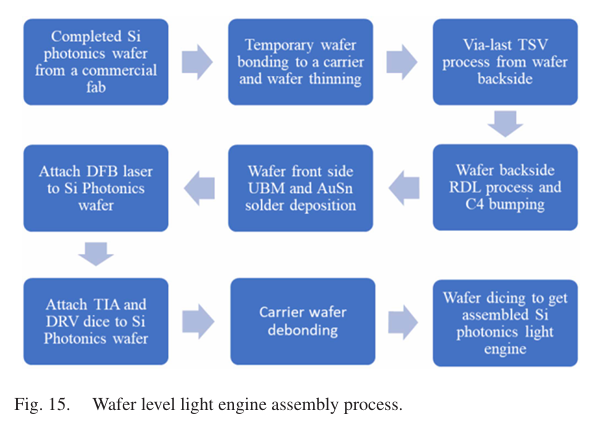 Completed Si
photonics wafer
from a commercial
fab
Temporary wafer
bonding to a carrier
and wafer thinning
Via-last TSV
process from wafer
backside
Wafer backside
RDL process and
C4 bumping
Wafer front side
UBM and AuSn
solder deposition
Attach DFB laser
to Si Photonics
wafer
Attach TIA and
DRV dice to Si
Photonics wafer
Carrier wafer
debonding
Wafer dicing to get
assembled Si
photonics light
engine
Fig. 15. Wafer level light engine assembly process.